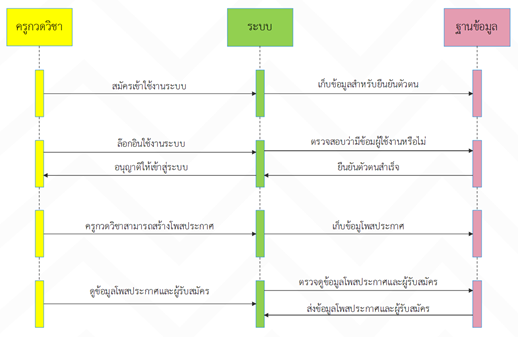 ครูกวดวิชา
ระบบ
ฐานข้อมูล
สมัครเข้าใช้งานระบบ
เก็บข้อมูลสำหรับยืนยันตัวตน
ล๊อกอินใช้งานระบบ
ตรวจสอบว่ามีข้อมผู้ใช้งานหรือไม่
อนุญาติให้เข้าสู่ระบบ
ยืนยันตัวตนสำเร็จ
ครูกวดวิชาสามารถสร้างโพสประกาศ
เก็บข้อมูโพสประกาศ
ดูข้อมูลโพสประกาศและผู้รับสมัคร
ตรวจดูข้อมูลโพสประกาศและผู้รับสมัคร
ส่งข้อมูลโพสประกาศและผู้รับสมัคร